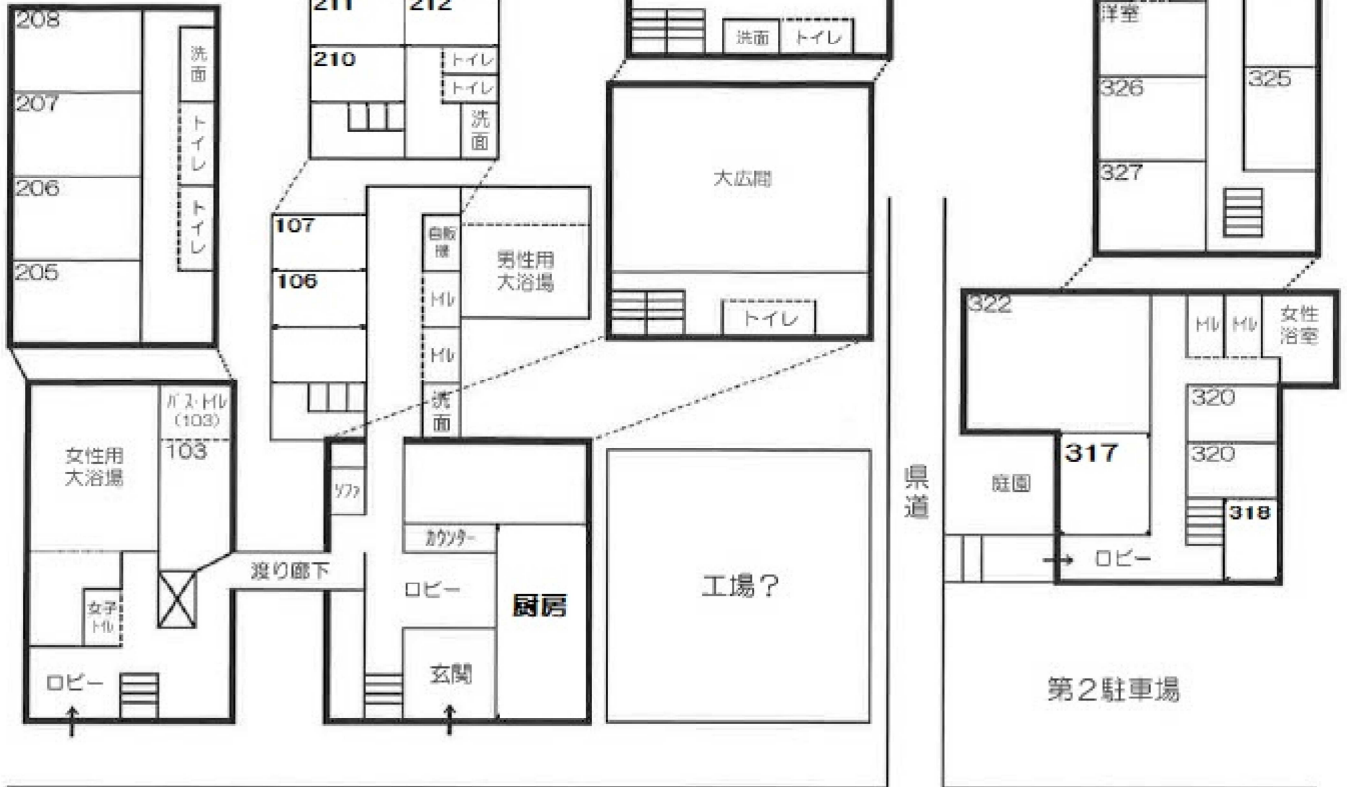 208
洗
面
207
ト
イ
レ
206
ト
イ
レ
205
211
212
210
トイレ
トイレ
洗
面
洗面
トイレ
大広間
トイレ
洋室
326
325
327
107
106
自販
機
トイレ
トイレ
洗
面
男性用
大浴場
322
トイレ
トイレ
女性
浴室
320
320
317
318
庭園
ロビー
県
道
バス・トイレ
(103)
103
女性用
大浴場
女子
トイレ
ロビー
渡り廊下
ソファ
カウンター
ロビー
厨房
玄関
工場？
第２駐車場